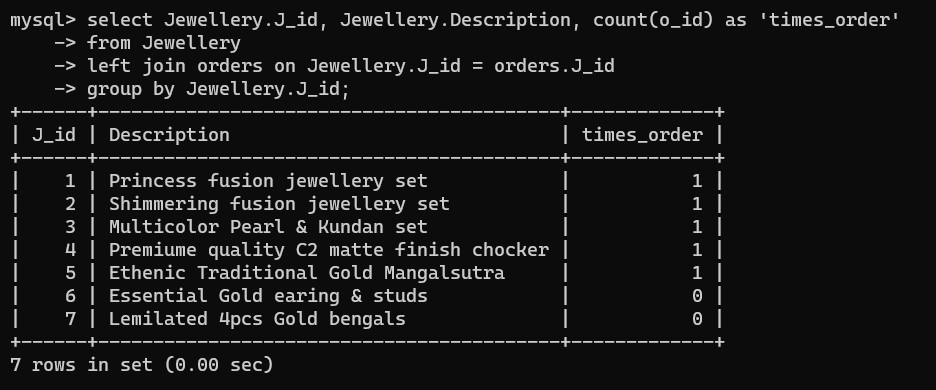 mysql> select Jewellery.J_id, Jewellery.Description, count(o_id) as 'times_order'
    -> from Jewellery
    -> left join orders on Jewellery.J_id = orders.J_id
    -> group by Jewellery.J_id;
+------+------------------------------------------+-------------+
| J_id | Description                              | times_order |
+------+------------------------------------------+-------------+
|    1 | Princess fusion jewellery set            |           1 |
|    2 | Shimmering fusion jewellery set          |           1 |
|    3 | Multicolor Pearl & Kundan set            |           1 |
|    4 | Premiume quality C2 matte finish chocker |           1 |
|    5 | Ethenic Traditional Gold Mangalsutra     |           1 |
|    6 | Essential Gold earing & studs            |           0 |
|    7 | Lemilated 4pcs Gold bengals              |           0 |
+------+------------------------------------------+-------------+
7 rows in set (0.00 sec)